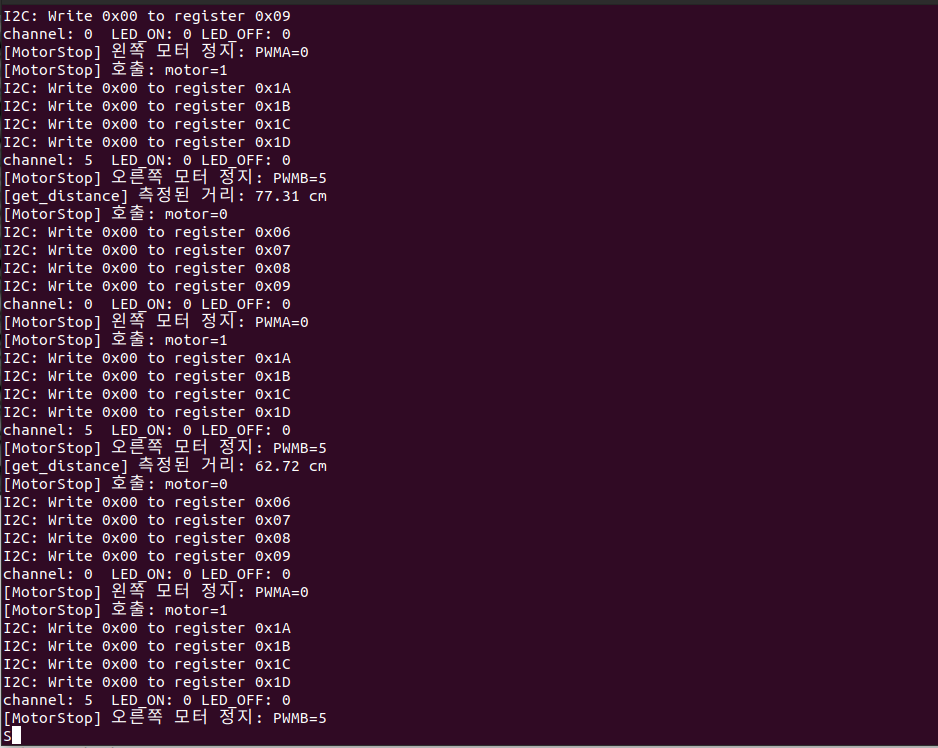 I2C: Write 0x00 to register 0x09
channel: 0  LED_ON: 0 LED_OFF: 0
[MotorStop] 왼쪽 모터 정지: PWMA=0
[MotorStop] 호출: motor=1
I2C: Write 0x00 to register 0x1A
I2C: Write 0x00 to register 0x1B
I2C: Write 0x00 to register 0x1C
I2C: Write 0x00 to register 0x1D
channel: 5  LED_ON: 0 LED_OFF: 0
[MotorStop] 오른쪽 모터 정지: PWMB=5
[get_distance] 측정된 거리: 77.31 cm
[MotorStop] 호출: motor=0
I2C: Write 0x00 to register 0x06
I2C: Write 0x00 to register 0x07
I2C: Write 0x00 to register 0x08
I2C: Write 0x00 to register 0x09
channel: 0  LED_ON: 0 LED_OFF: 0
[MotorStop] 왼쪽 모터 정지: PWMA=0
[MotorStop] 호출: motor=1
I2C: Write 0x00 to register 0x1A
I2C: Write 0x00 to register 0x1B
I2C: Write 0x00 to register 0x1C
I2C: Write 0x00 to register 0x1D
channel: 5  LED_ON: 0 LED_OFF: 0
[MotorStop] 오른쪽 모터 정지: PWMB=5
[get_distance] 측정된 거리: 62.72 cm
[MotorStop] 호출: motor=0
I2C: Write 0x00 to register 0x06
I2C: Write 0x00 to register 0x07
I2C: Write 0x00 to register 0x08
I2C: Write 0x00 to register 0x09
channel: 0  LED_ON: 0 LED_OFF: 0
[MotorStop] 왼쪽 모터 정지: PWMA=0
[MotorStop] 호출: motor=1
I2C: Write 0x00 to register 0x1A
I2C: Write 0x00 to register 0x1B
I2C: Write 0x00 to register 0x1C
I2C: Write 0x00 to register 0x1D
channel: 5  LED_ON: 0 LED_OFF: 0
[MotorStop] 오른쪽 모터 정지: PWMB=5
S